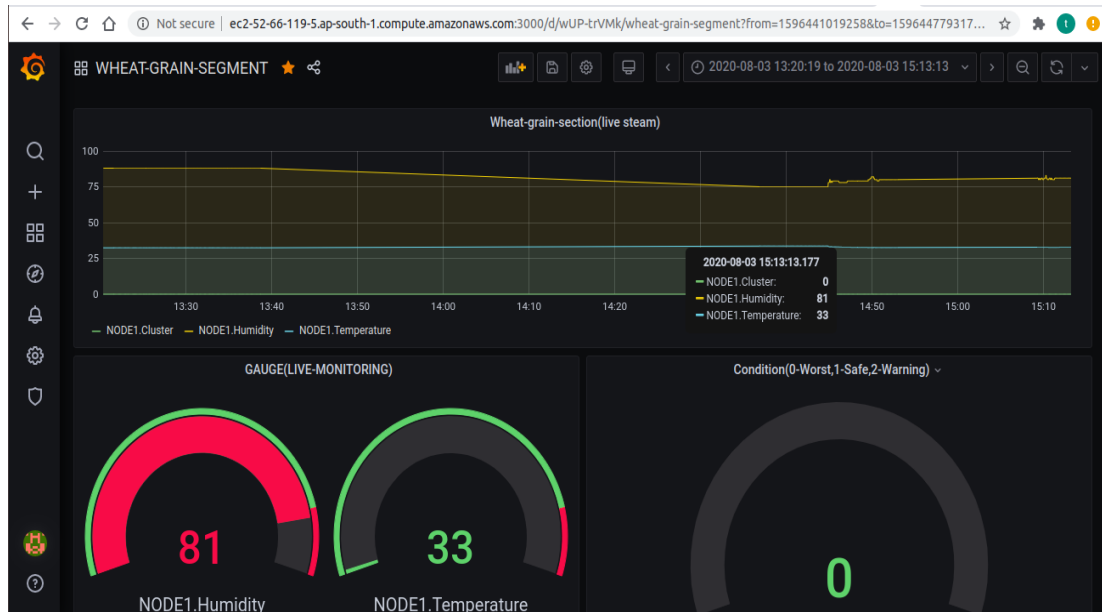 Not secure ec2-52-66-119-5.ap-south-1.compute.amazonaws.com:3000/d/wUP-trVMk/wheat-grain-segment?from=1596441019258&to=159644779317...
t
WHEAT-GRAIN-SEGMENT 2020-08-03 13:20:19 to 2020-08-03 15:13:13
Wheat-grain-section(live steam)
100
75
50
25
0
13:30 13:40 13:50 14:00 14:10 14:20 14:50 15:00 15:10
2020-08-03 15:13:13.177
NODE1.Cluster: 0
NODE1.Humidity: 81
NODE1.Temperature: 33
NODE1.Cluster NODE1.Humidity NODE1.Temperature
GAUGE(LIVE-MONITORING) Condition(0-Worst,1-Safe,2-Warning)
81 33 0
NODE1.Humidity NODE1.Temperature